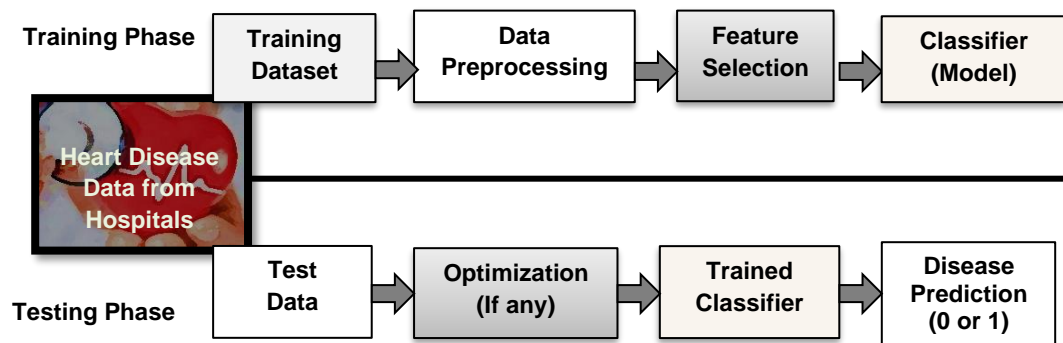 Training Phase
Training
Dataset
Data
Preprocessing
Feature
Selection
Classifier
(Model)
Heart Disease
Data from
Hospitals
Testing Phase
Test
Data
Optimization
(If any)
Trained
Classifier
Disease
Prediction
(0 or 1)